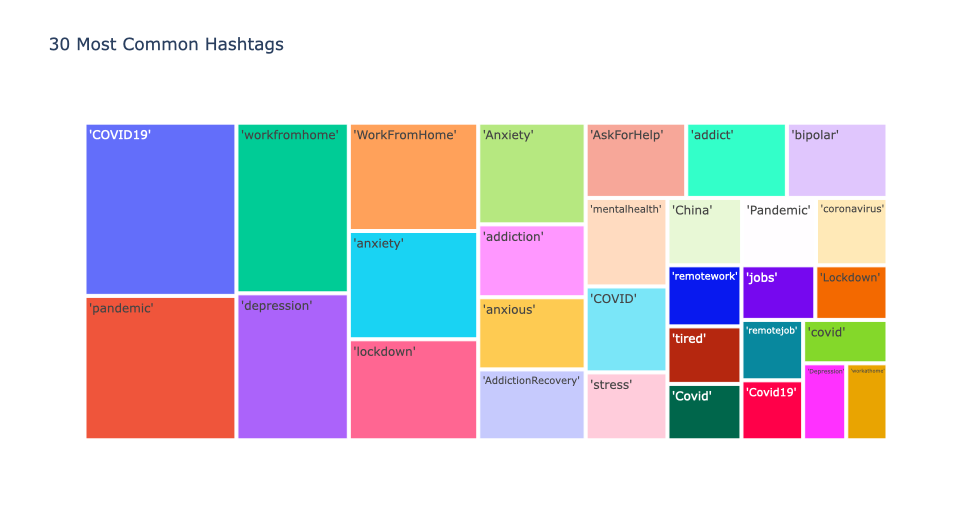 30 Most Common Hashtags
'COVID19'
'pandemic'
'workfromhome'
'depression'
'WorkFromHome'
'anxiety'
'lockdown'
'Anxiety'
'addiction'
'anxious'
'AddictionRecovery'
'AskForHelp'
'addict'
'bipolar'
'mentalhealth'
'COVID'
'stress'
'China'
'Pandemic'
'coronavirus'
'remotework'
'tired'
'Covid'
'jobs'
'Lockdown'
'remotejob'
'Covid19'
'covid'
'Depression'
'workathome'